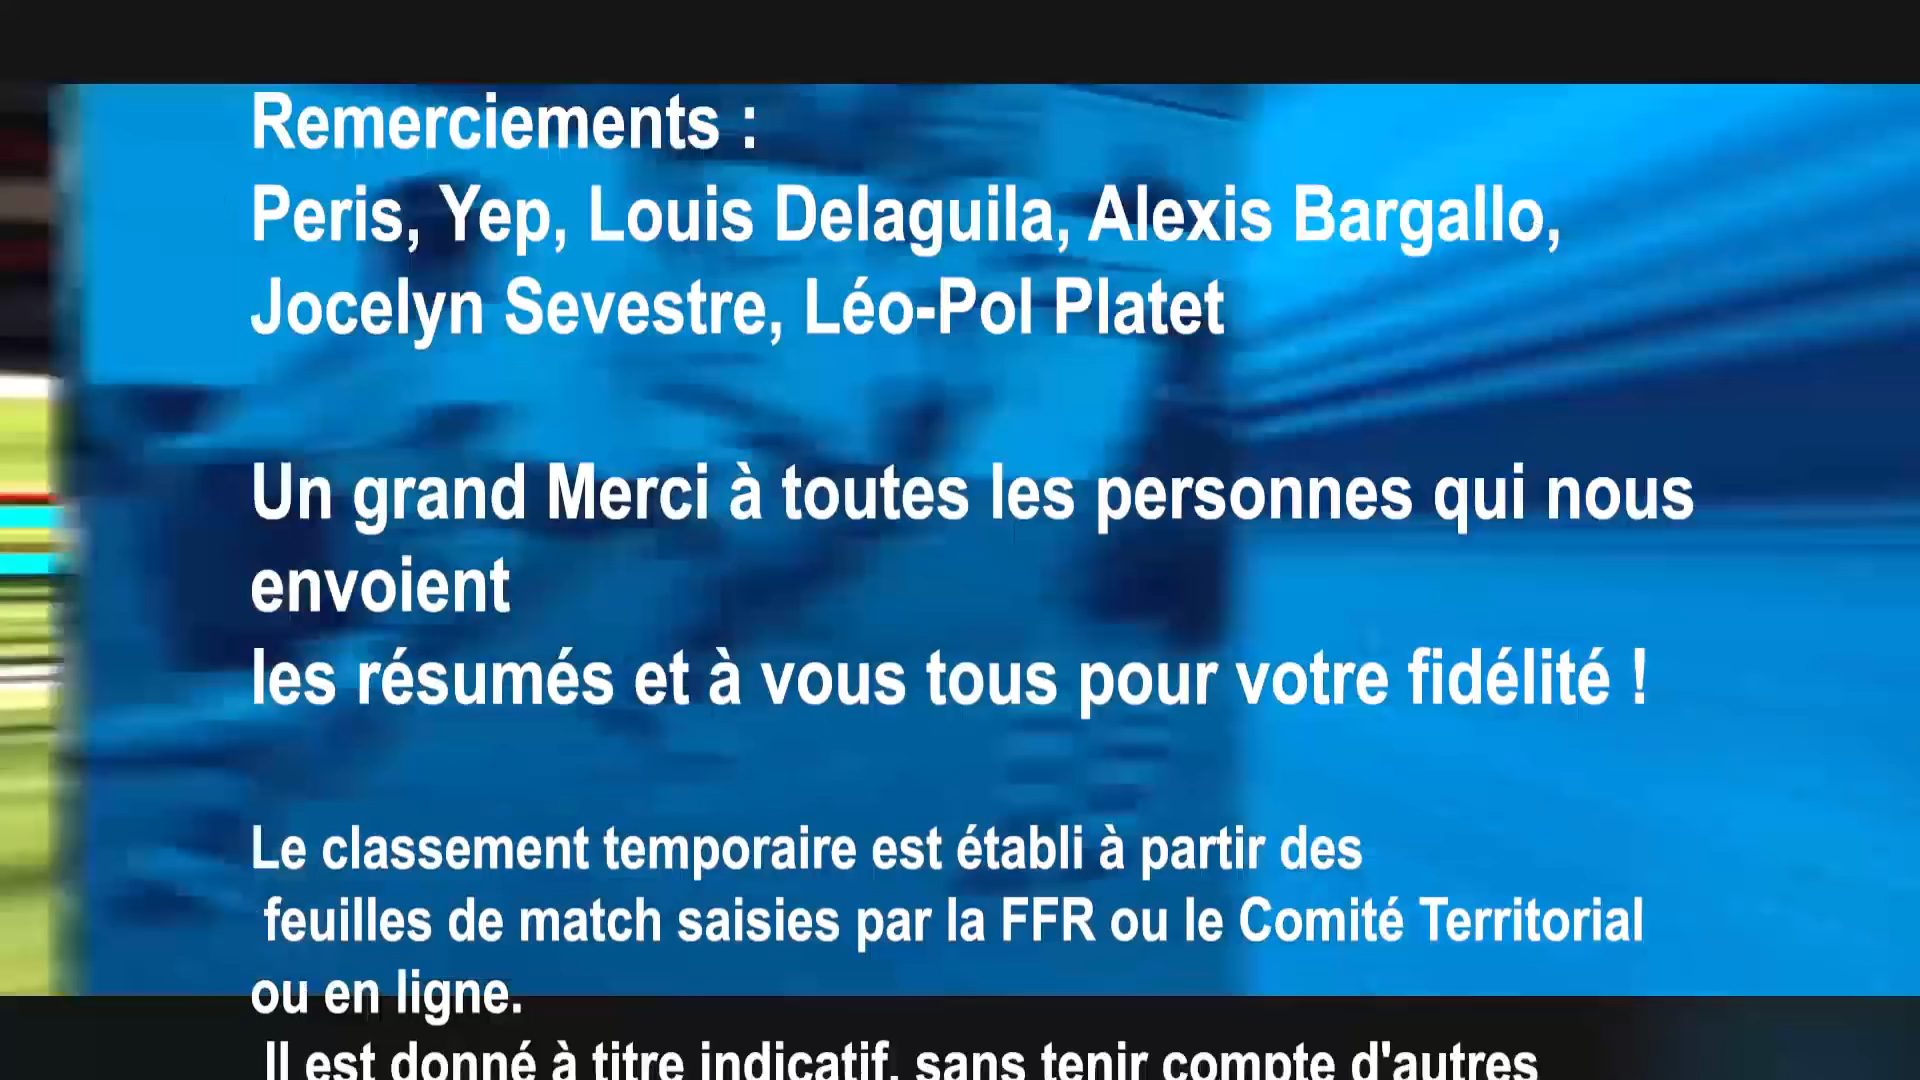 Remerciements :
Peris, Yep, Louis Delaguila, Alexis Bargallo,
Jocelyn Sevestre, Léo-Pol Platet
Un grand Merci à toutes les personnes qui nous
envoient
les résumés et à vous tous pour votre fidélité !
Le classement temporaire est établi à partir des
feuilles de match saisies par la FFR ou le Comité Territorial
ou en ligne.
Il est donné à titre indicatif, sans tenir compte d'autres